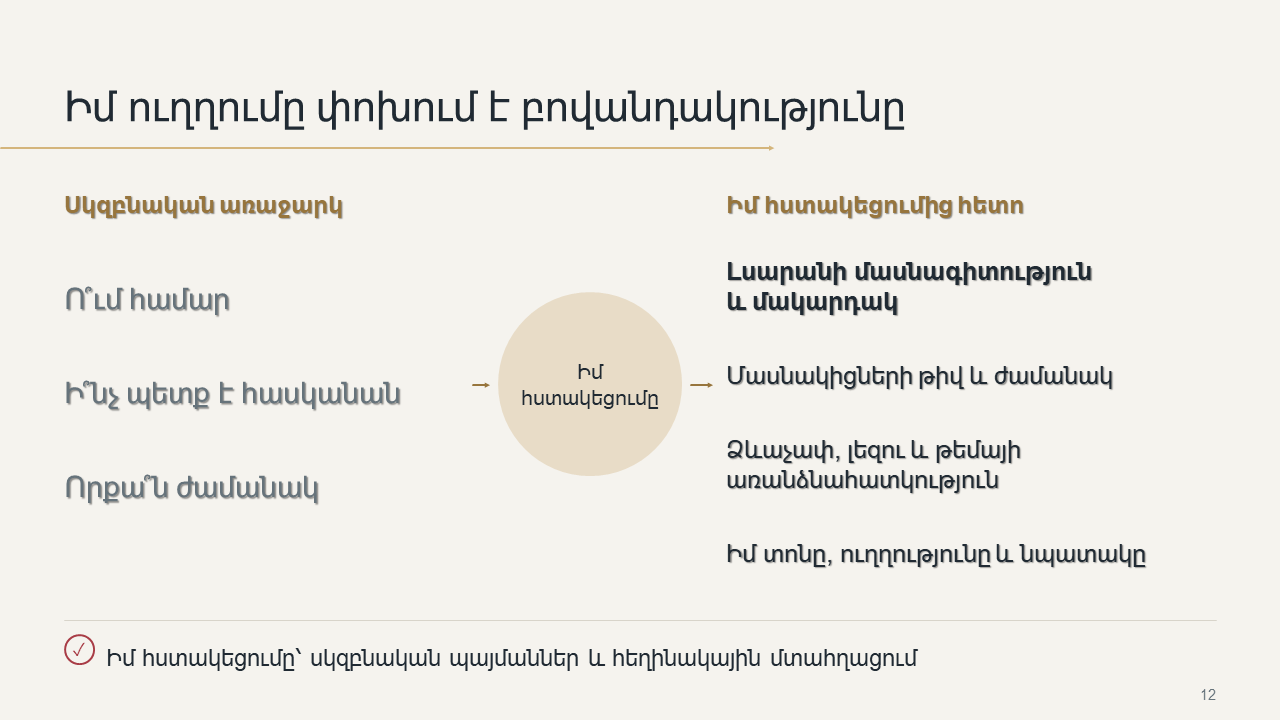 Իմ ուղղումը փոխում է բովանդակությունը
Սկզբնական առաջարկ
Ո՞ւմ համար
Ի՞նչ պետք է հասկանան
Որքա՞ն ժամանակ
Իմ
հստակեցումը
Իմ հստակեցումից հետո
Լսարանի մասնագիտություն
և մակարդակ
Մասնակիցների թիվ և ժամանակ
Ձևաչափ, լեզու և թեմայի
առանձնահատկություն
Իմ տոնը, ուղղությունը և նպատակը
✓ Իմ հստակեցումը՝ սկզբնական պայմաններ և հեղինակային մտահղացում
12